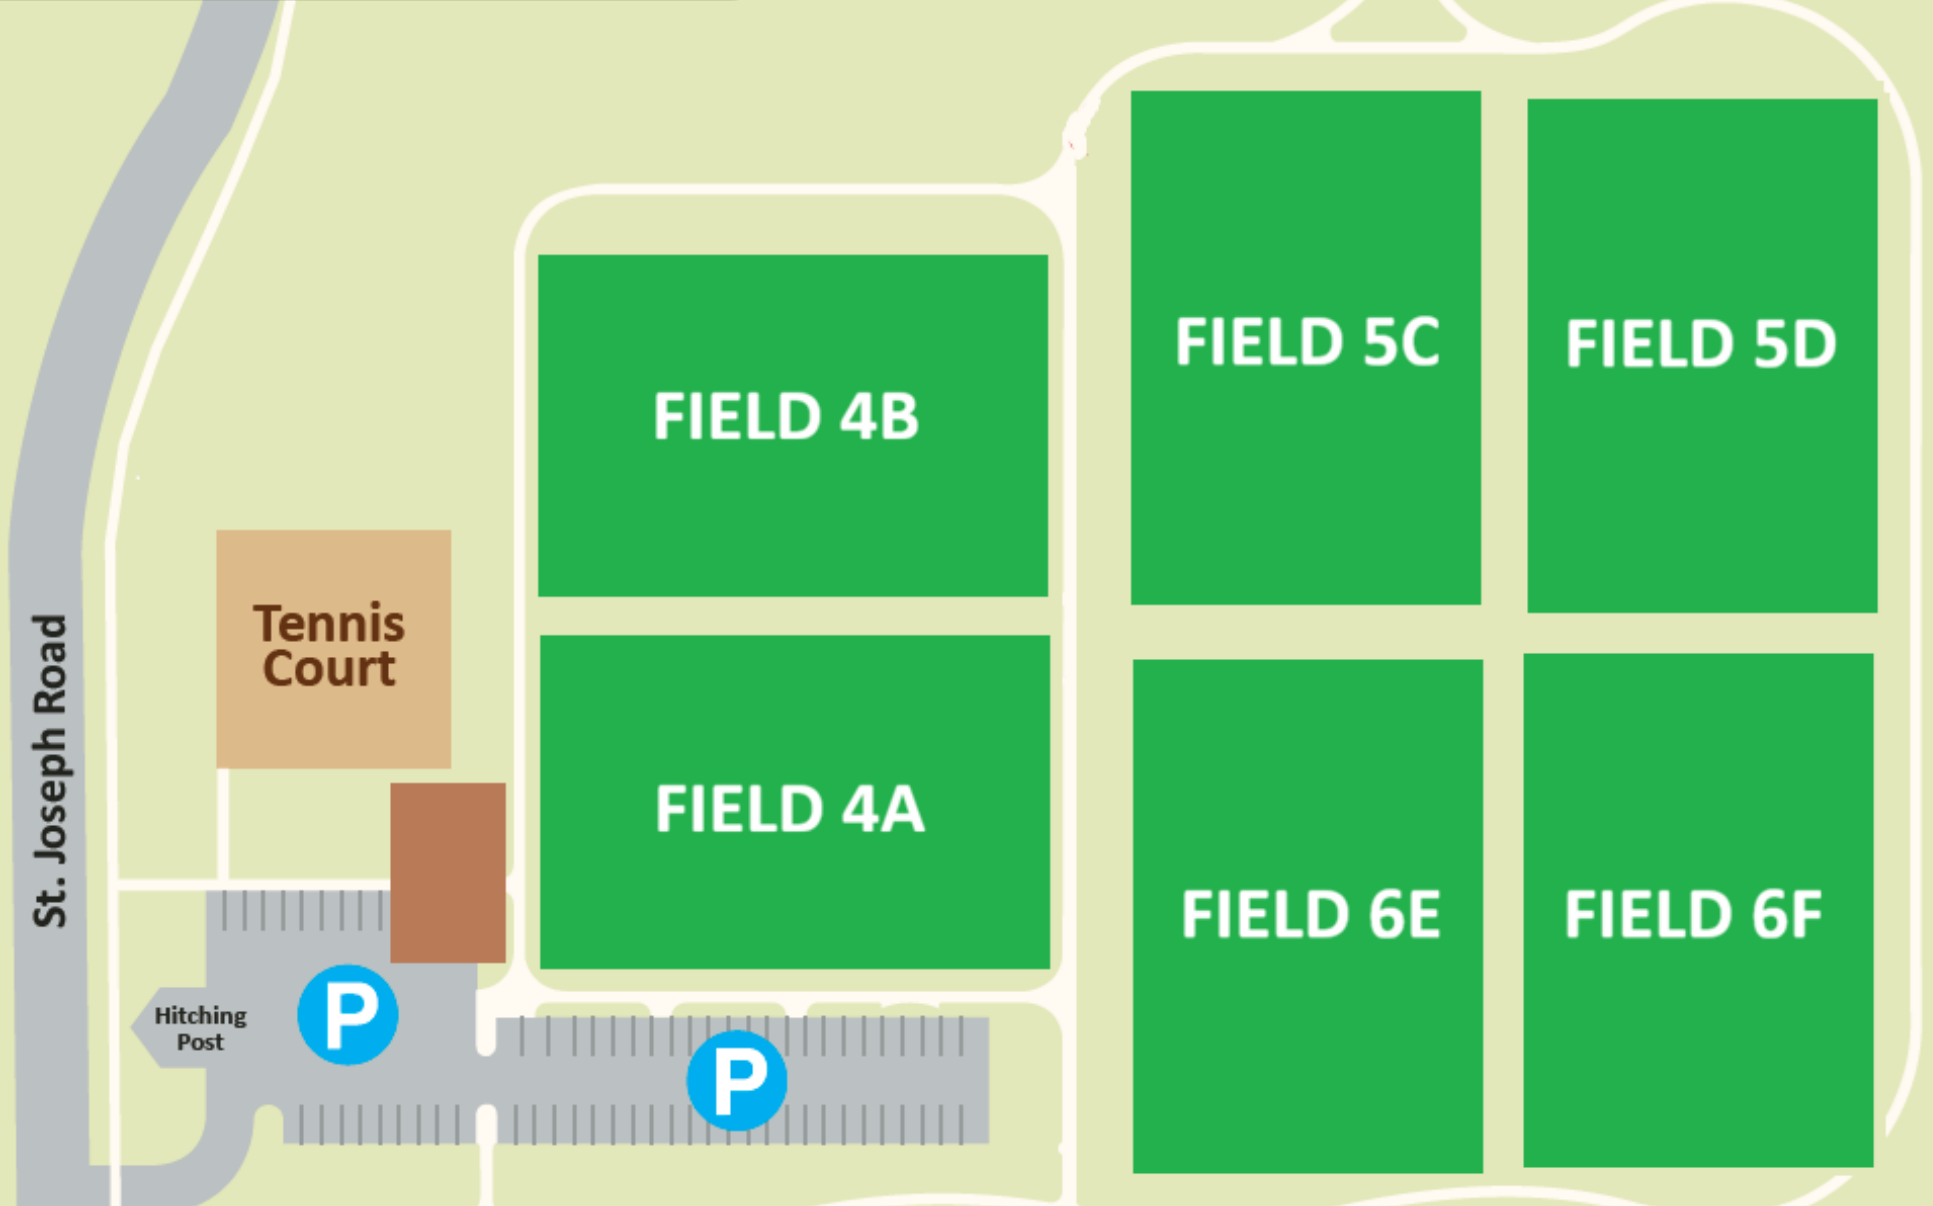 FIELD 5C
FIELD 5D
FIELD 4B
Tennis
Court
St. Joseph Road
FIELD 4A
FIELD 6E
FIELD 6F
Hitching
Post
P
P